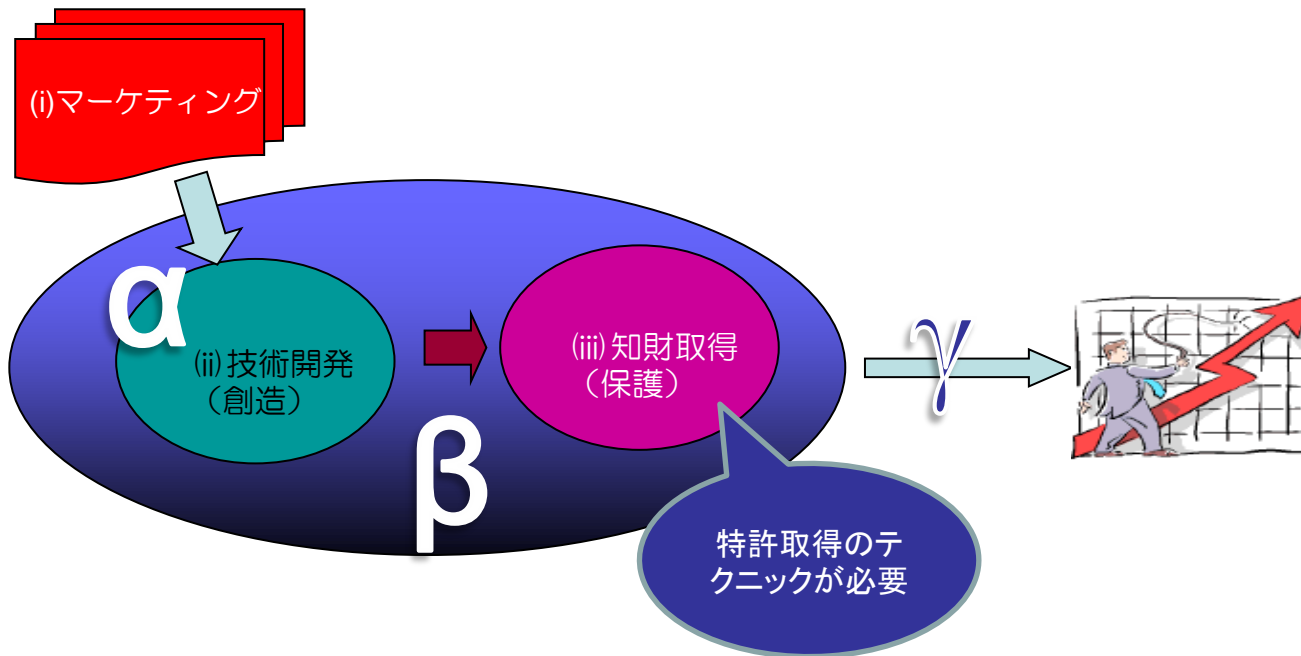 (i)マーケティング
α
(ii)技術開発
（創造）
(iii)知財取得
（保護）
β
γ
特許取得のテ
クニックが必要